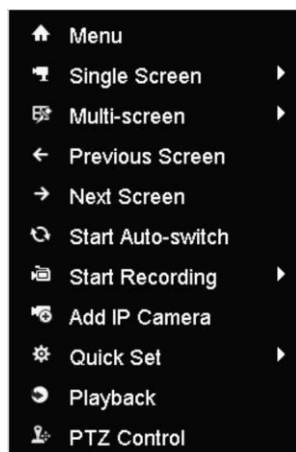 Menu
Single Screen
Multi-screen
Previous Screen
Next Screen
Start Auto-switch
Start Recording
Add IP Camera
Quick Set
Playback
PTZ Control